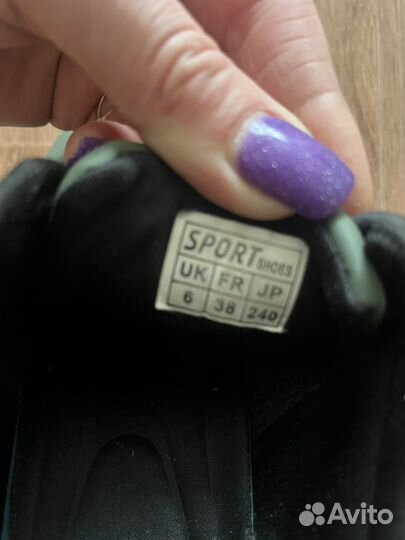 SPORT SHOES
UK FR JP
6 38 240
Avito